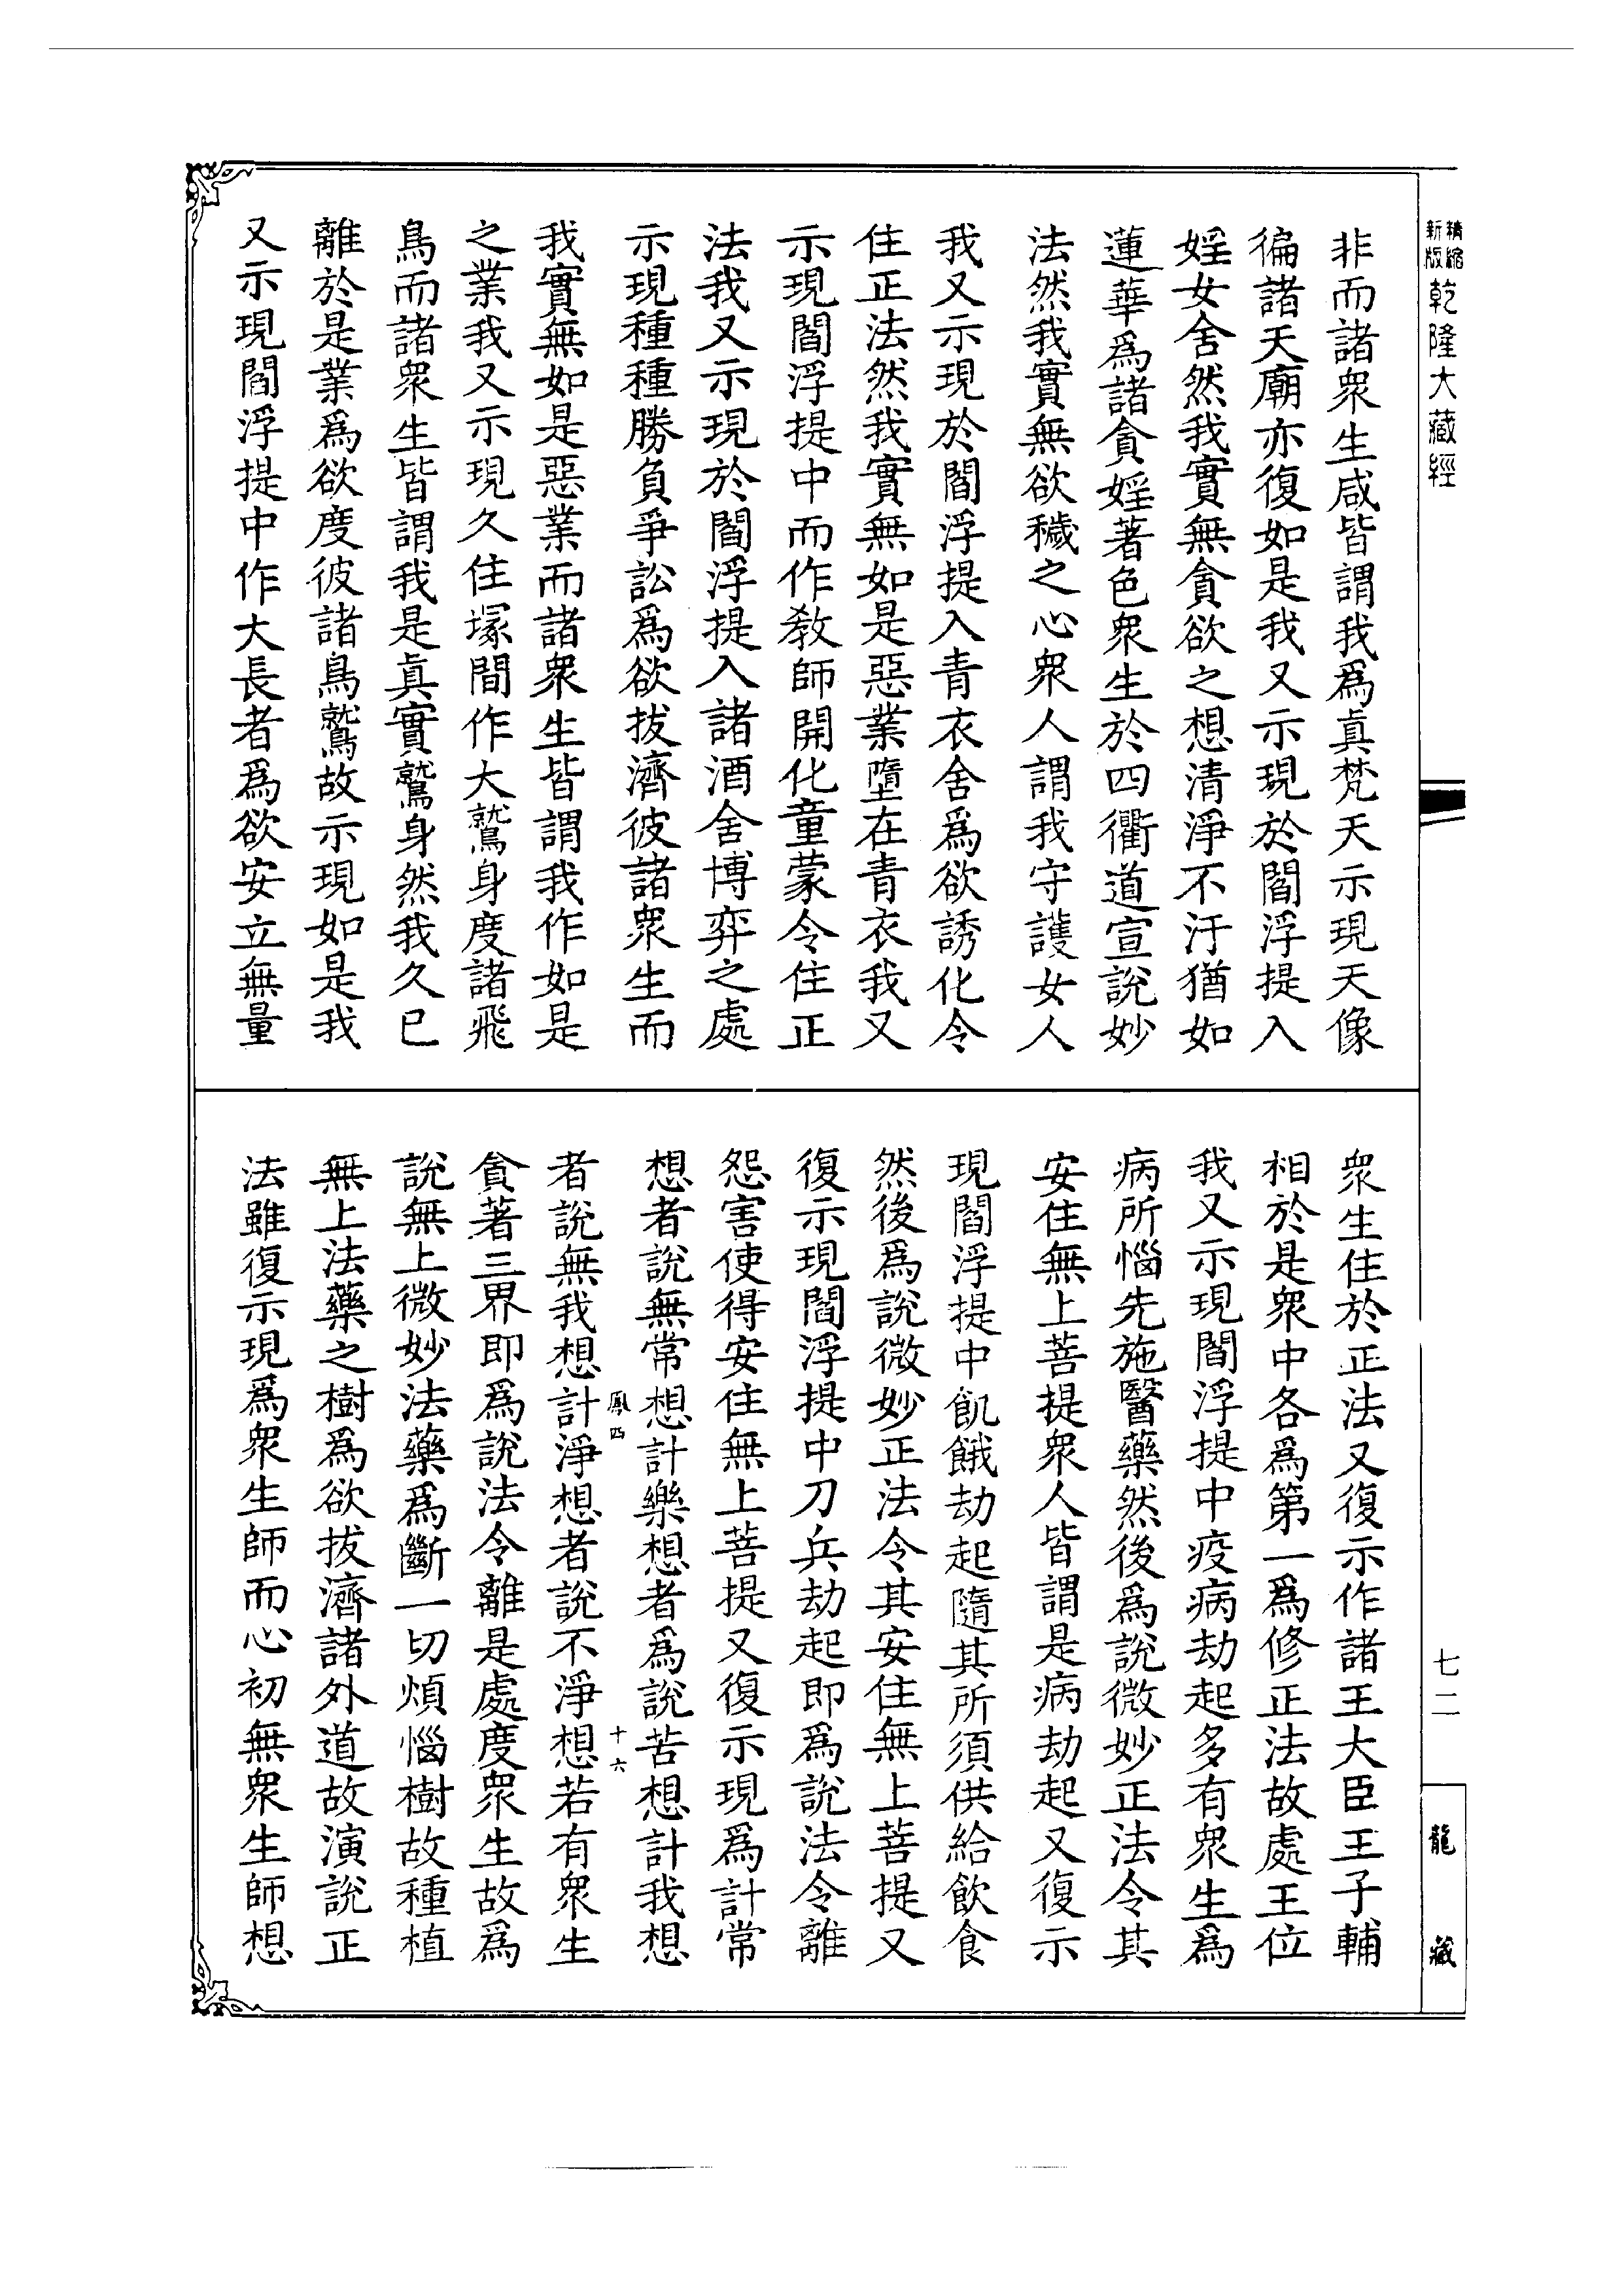 精縮新版乾隆大藏經
非而諸衆生咸皆謂我爲真梵天示現天像
徧諸天廟亦復如是我又示現於閻浮提入
婬女舍然我實無貪欲之想清淨不汙猶如
蓮華爲諸貪婬著色衆生於四衢道宣說妙
法然我實無欲穢之心衆人謂我守護女人
我又示現於閻浮提入青衣舍爲欲誘化令
住正法然我實無如是惡業墮在青衣我又
示現閻浮提中而作教師開化童蒙令住正
法我又示現於閻浮提入諸酒舍博弈之處
示現種種勝負爭訟爲欲拔濟彼諸衆生而
我實無如是惡業而諸衆生皆謂我作如是
之業我又示現久住塚間作大鷲身度諸飛
鳥而諸衆生皆謂我是真實鷲身然我久已
離於是業爲欲度彼諸鳥鷲故示現如是我
又示現閻浮提中作大長者爲欲安立無量
衆生住於正法又復示作諸王大臣王子輔
相於是衆中各爲第一爲修正法故處王位
我又示現閻浮提中疫病劫起多有衆生爲
病所惱先施醫藥然後爲說微妙正法令其
安住無上菩提衆人皆謂是病劫起又復示
現閻浮提中飢餓劫起隨其所須供給飲食
然後爲說微妙正法令其安住無上菩提又
復示現閻浮提中刀兵劫起即爲說法令離
怨害使得安住無上菩提又復示現爲計常
想者說無常想計樂想者爲說苦想計我想
鳳四 十六
者說無我想計淨想者說不淨想若有衆生
貪著三界即爲說法令離是處度衆生故爲
說無上微妙法藥爲斷一切煩惱樹故種植
無上法藥之樹爲欲拔濟諸外道故演說正
法雖復示現爲衆生師而心初無衆生師想
七二
龍藏